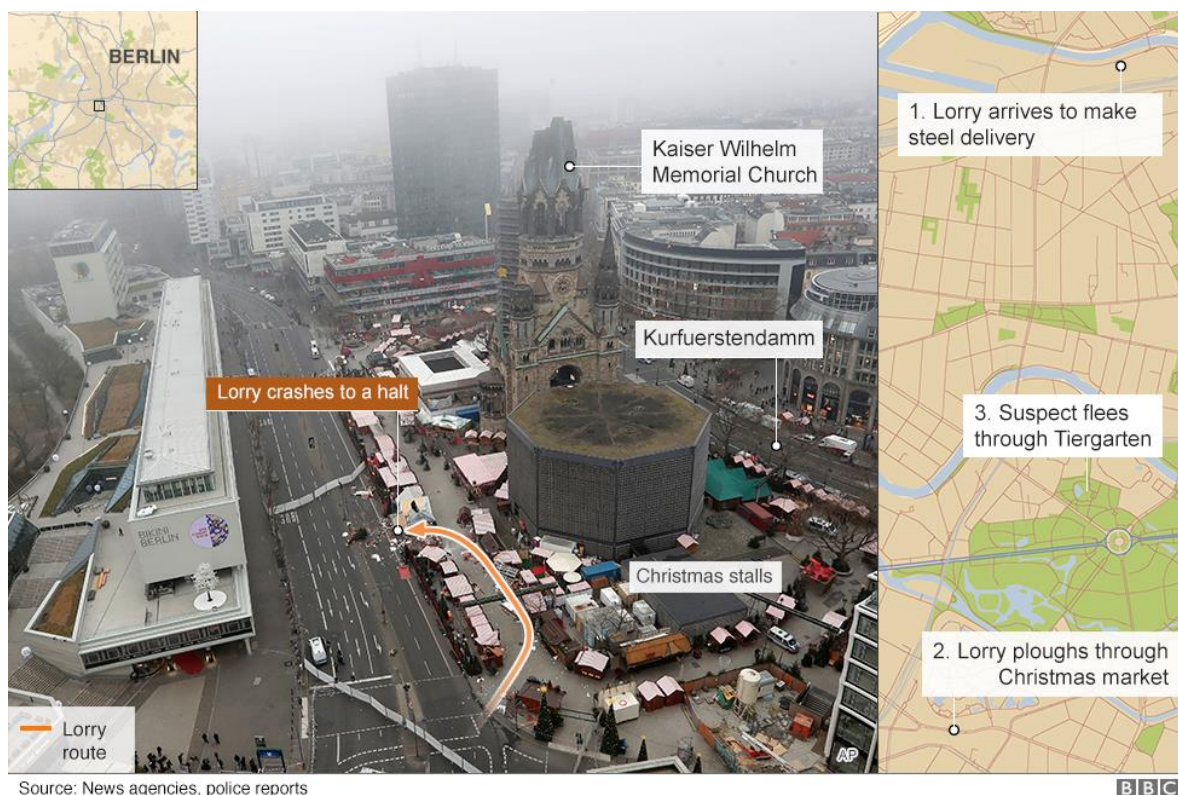 BERLIN
Kaiser Wilhelm
Memorial Church
Kurfuerstendamm
Lorry crashes to a halt
BIKINI
BERLIN
Christmas stalls
Lorry
route
AP
1. Lorry arrives to make
steel delivery
3. Suspect flees
through Tiergarten
2. Lorry ploughs through
Christmas market
Source: News agencies, police reports
BBC